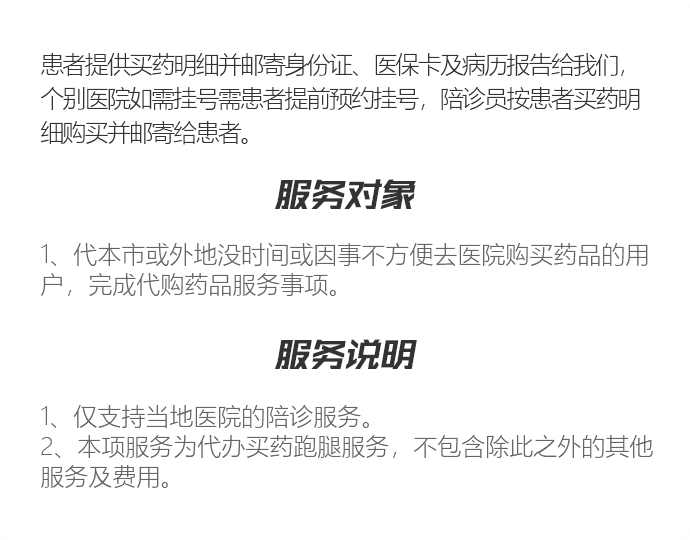 患者提供买药明细并邮寄身份证、医保卡及病历报告给我们，
个别医院如需挂号需患者提前预约挂号，陪诊员按患者买药明
细购买并邮寄给患者。
服务对象
1、代本市或外地没时间或因事不方便去医院购买药品的用
户，完成代购药品服务事项。
服务说明
1、仅支持当地医院的陪诊服务。
2、本项服务为代办买药跑腿服务，不包含除此之外的其他
服务及费用。